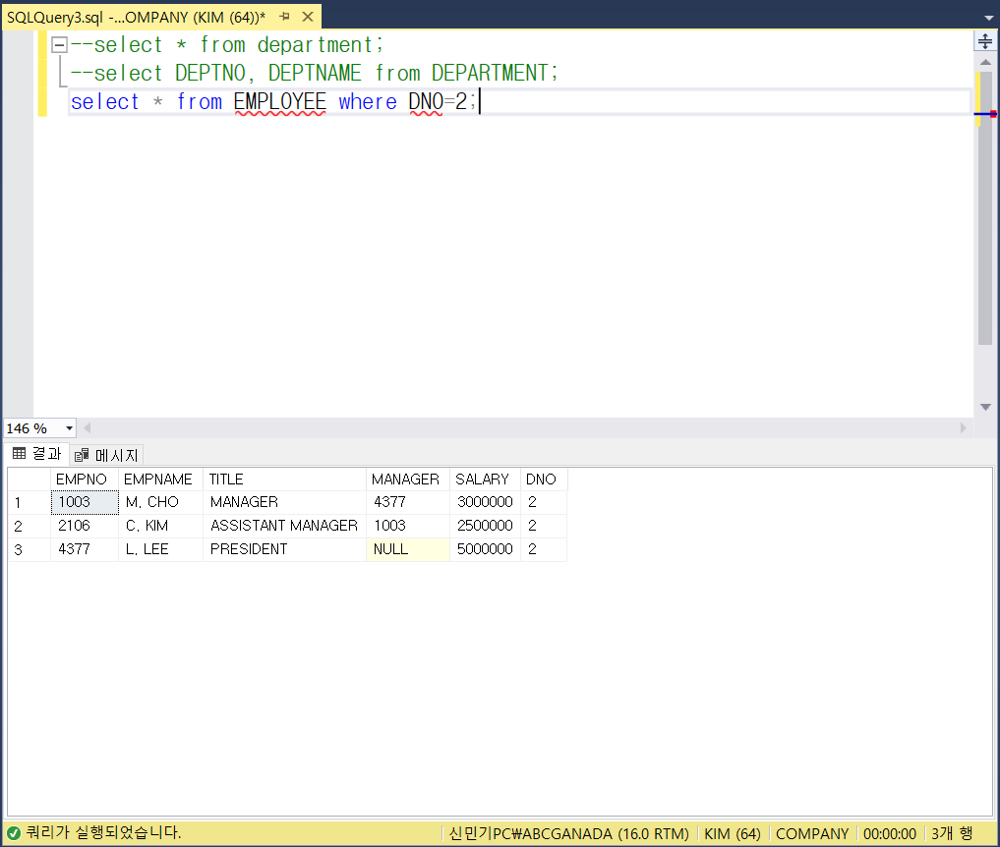 SQLQuery3.sql -...OMPANY (KIM (64))*
--select * from department;
--select DEPTNO, DEPTNAME from DEPARTMENT;
select * from EMPLOYEE where DNO=2;
146 %
결과 메시지
EMPNO EMPNAME TITLE MANAGER SALARY DNO
1 1003 M. CHO MANAGER 4377 3000000 2
2 2106 C. KIM ASSISTANT MANAGER 1003 2500000 2
3 4377 L. LEE PRESIDENT NULL 5000000 2
쿼리가 실행되었습니다. 신민기PC₩ABCGANADA (16.0 RTM) KIM (64) COMPANY 00:00:00 3개 행